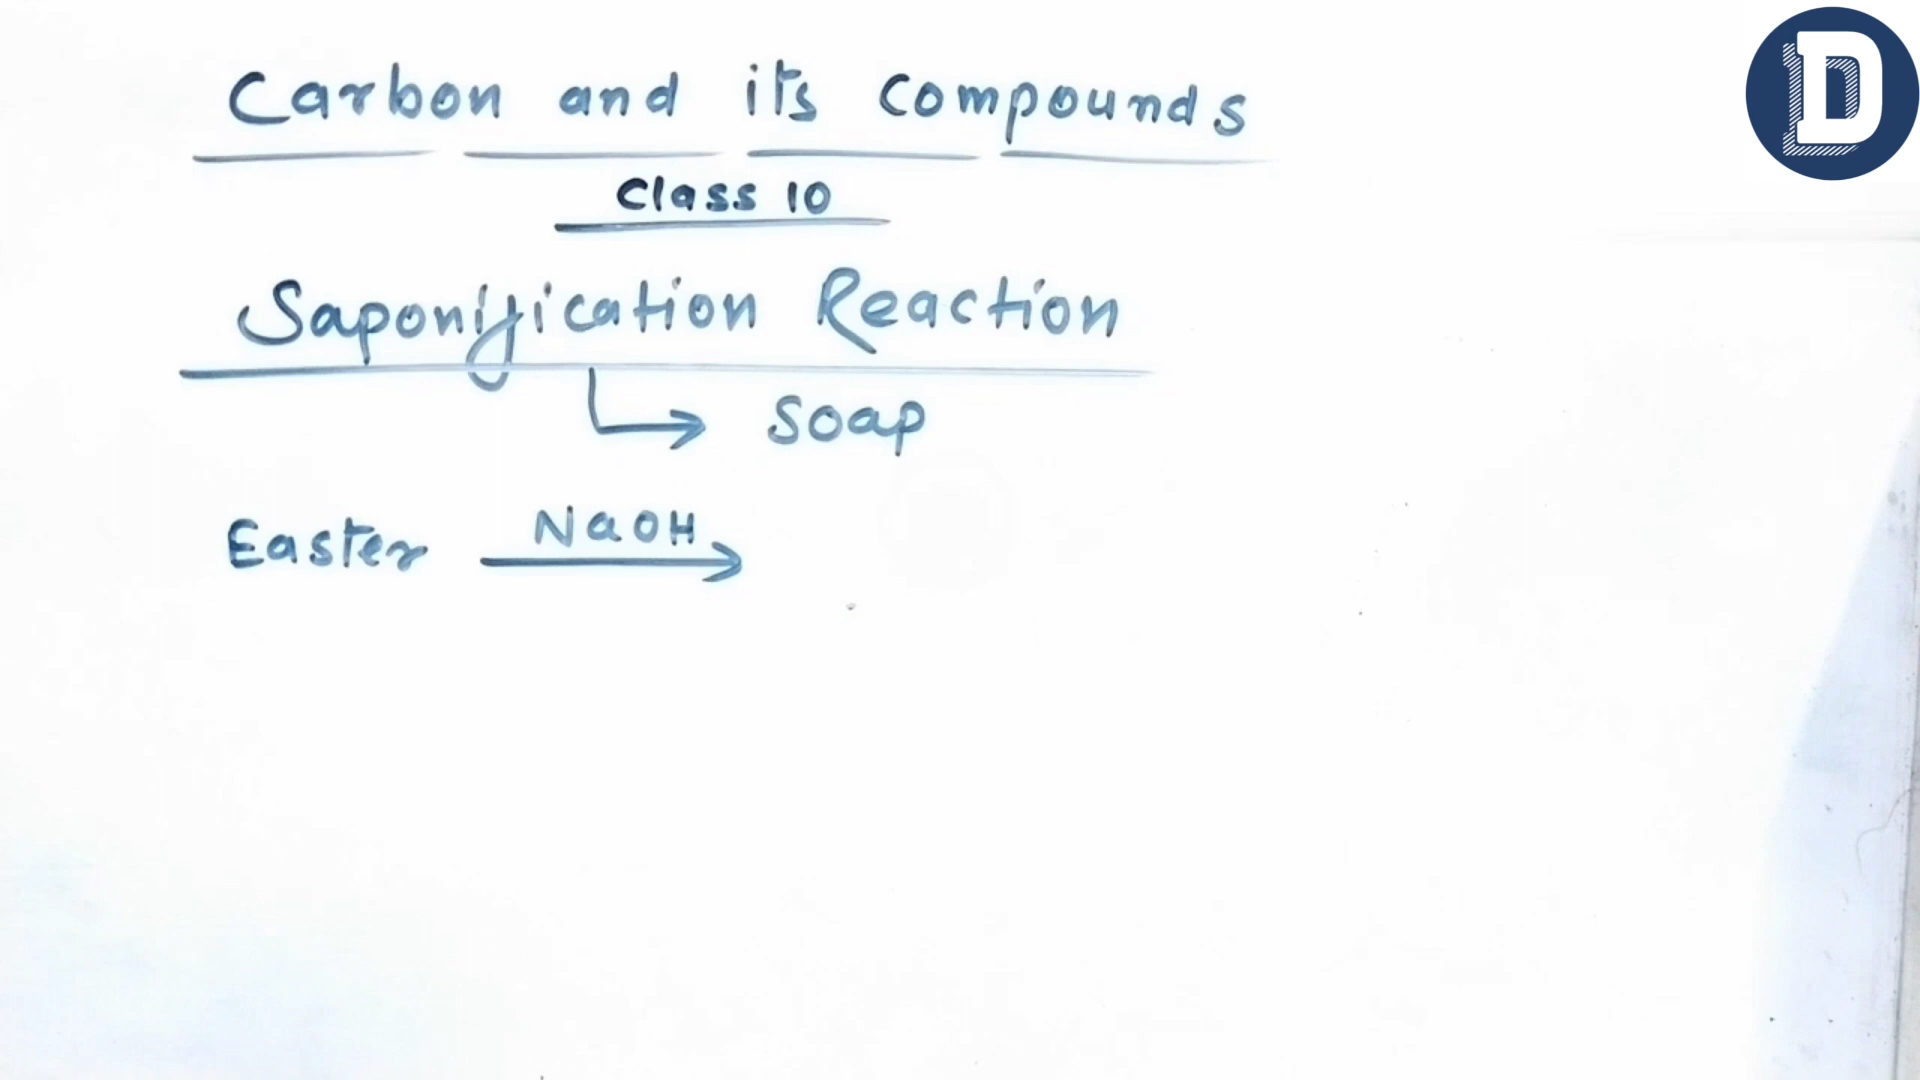 Carbon and its compounds
Class 10
Saponification Reaction
Soap
Easter NaOH
D